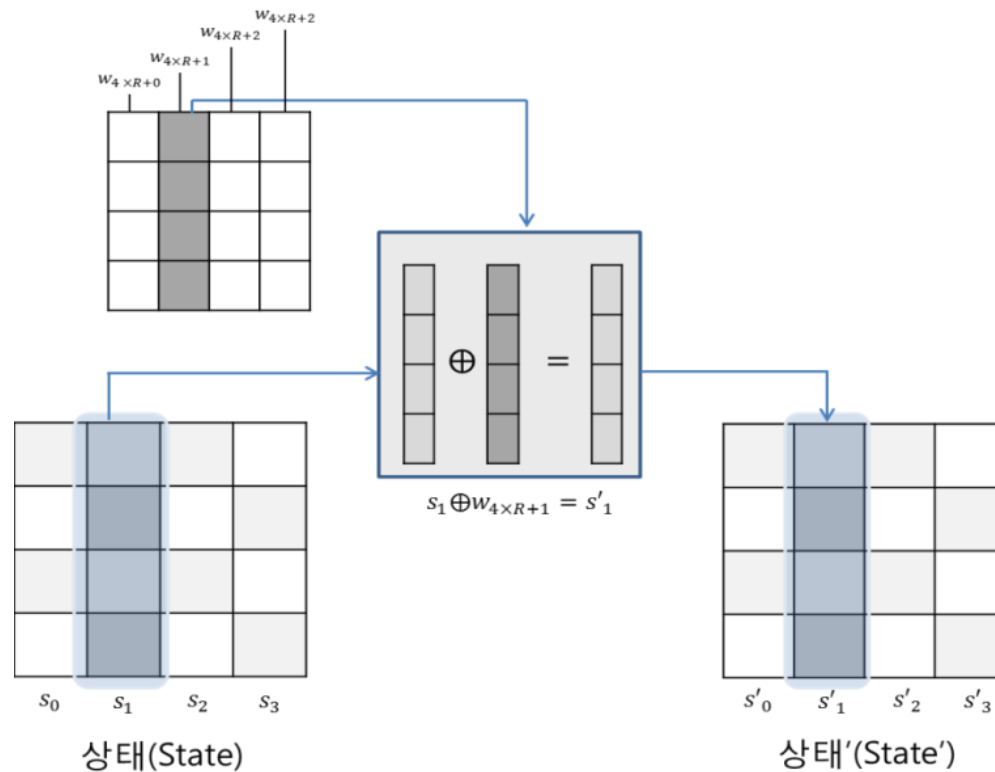 w₄×R+0
w₄×R+1
w₄×R+2
w₄×R+2
⊕ =
s₁⊕w₄×R+1 = s′₁
s₀ s₁ s₂ s₃
상태(State)
s′₀ s′₁ s′₂ s′₃
상태′(State′)